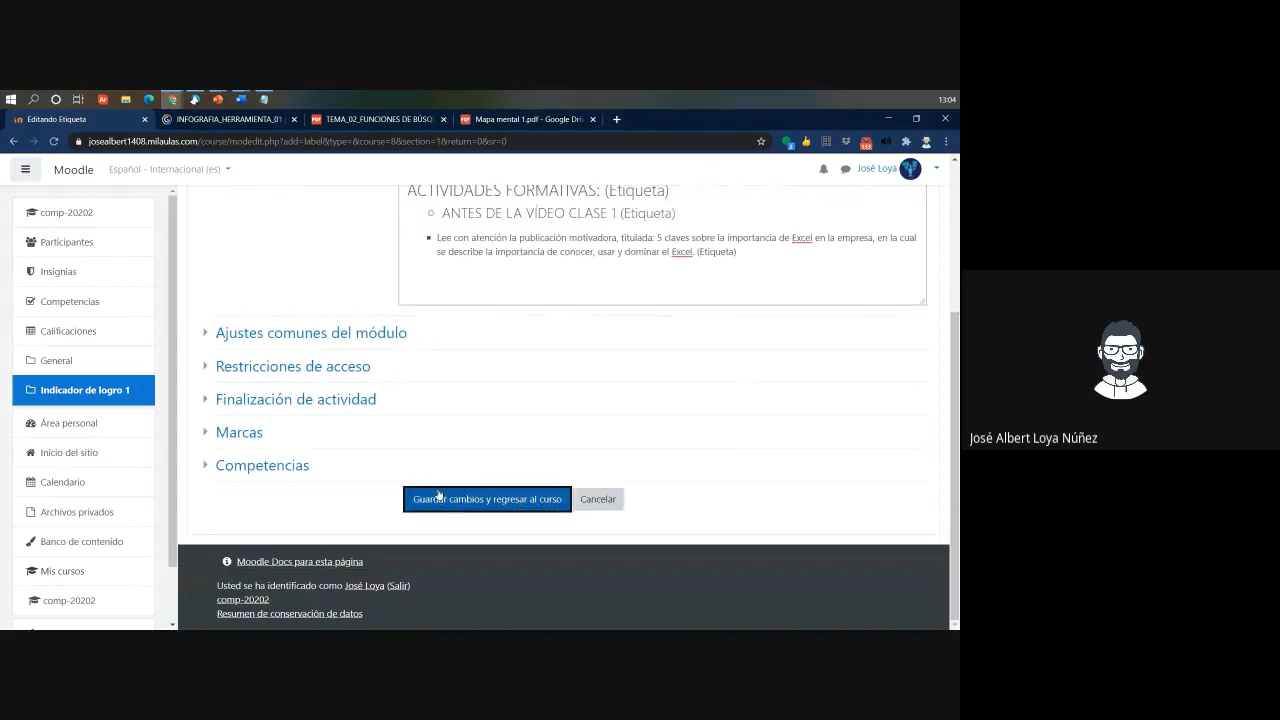 13:04
Editando Etiqueta
INFOGRAFIA_HERRAMIENTA_01
TEMA_02_FUNCIONES DE BÚSQ
Mapa mental 1.pdf - Google Driv
josealbert1408.milaulas.com/course/modedit.php?add=label&type=&course=8&section=1&return=0&sr=0
Moodle
Español - Internacional (es)
José Loya
comp-20202
Participantes
Insignias
Competencias
Calificaciones
General
Indicador de logro 1
Área personal
Inicio del sitio
Calendario
Archivos privados
Banco de contenido
Mis cursos
comp-20202
ACTIVIDADES FORMATIVAS: (Etiqueta)
ANTES DE LA VÍDEO CLASE 1 (Etiqueta)
Lee con atención la publicación motivadora, titulada: 5 claves sobre la importancia de Excel en la empresa, en la cual
se describe la importancia de conocer, usar y dominar el Excel. (Etiqueta)
Ajustes comunes del módulo
Restricciones de acceso
Finalización de actividad
Marcas
Competencias
Guardar cambios y regresar al curso
Cancelar
Moodle Docs para esta página
Usted se ha identificado como José Loya (Salir)
comp-20202
Resumen de conservación de datos
José Albert Loya Núñez